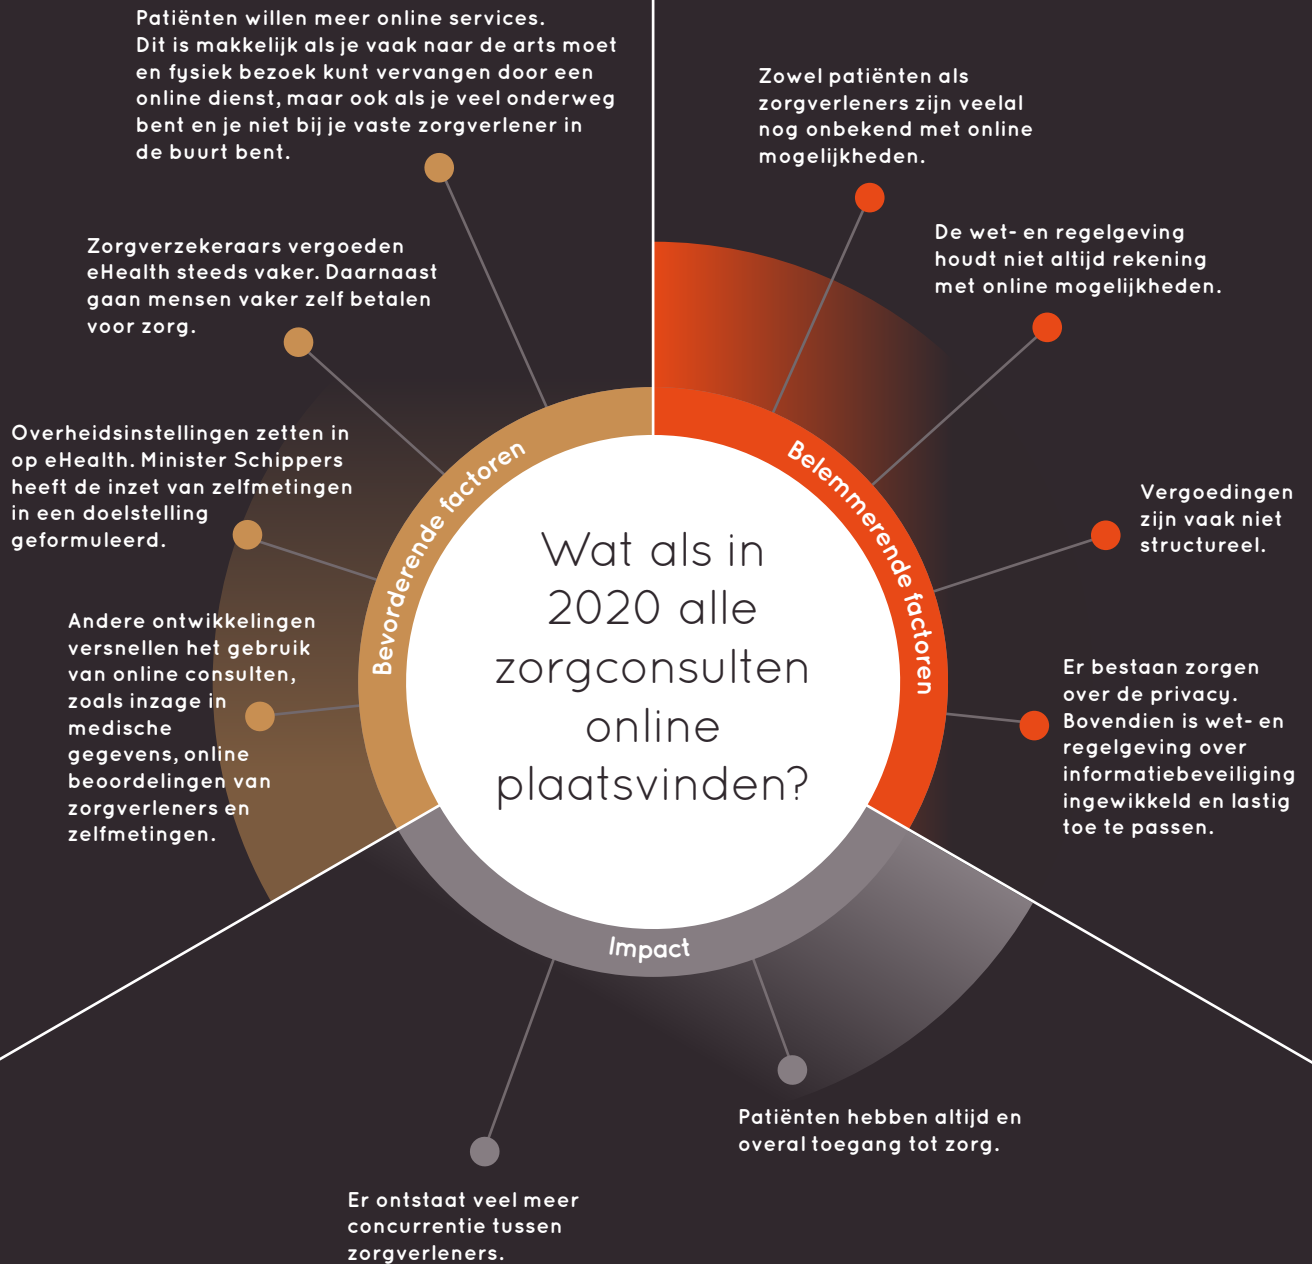 Patiënten willen meer online services.
Dit is makkelijk als je vaak naar de arts moet
en fysiek bezoek kunt vervangen door een
online dienst, maar ook als je veel onderweg
bent en je niet bij je vaste zorgverlener in
de buurt bent.
Zorgverzekeraars vergoeden
eHealth steeds vaker. Daarnaast
gaan mensen vaker zelf betalen
voor zorg.
Overheidsinstellingen zetten in
op eHealth. Minister Schippers
heeft de inzet van zelfmetingen
in een doelstelling
geformuleerd.
Andere ontwikkelingen
versnellen het gebruik
van online consulten,
zoals inzage in
medische
gegevens, online
beoordelingen van
zorgverleners en
zelfmetingen.
Bevorderende factoren
Wat als in
2020 alle
zorgconsulten
online
plaatsvinden?
Belemmerende factoren
Zowel patiënten als
zorgverleners zijn veelal
nog onbekend met online
mogelijkheden.
De wet- en regelgeving
houdt niet altijd rekening
met online mogelijkheden.
Vergoedingen
zijn vaak niet
structureel.
Er bestaan zorgen
over de privacy.
Bovendien is wet- en
regelgeving over
informatiebeveiliging
ingewikkeld en lastig
toe te passen.
Impact
Patiënten hebben altijd en
overal toegang tot zorg.
Er ontstaat veel meer
concurrentie tussen
zorgverleners.